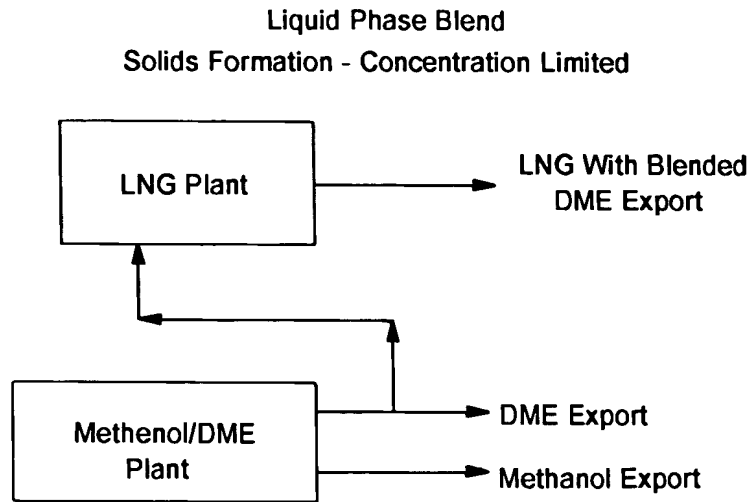 Liquid Phase Blend
Solids Formation - Concentration Limited
LNG Plant
LNG With Blended
DME Export
Methenol/DME
Plant
DME Export
Methanol Export